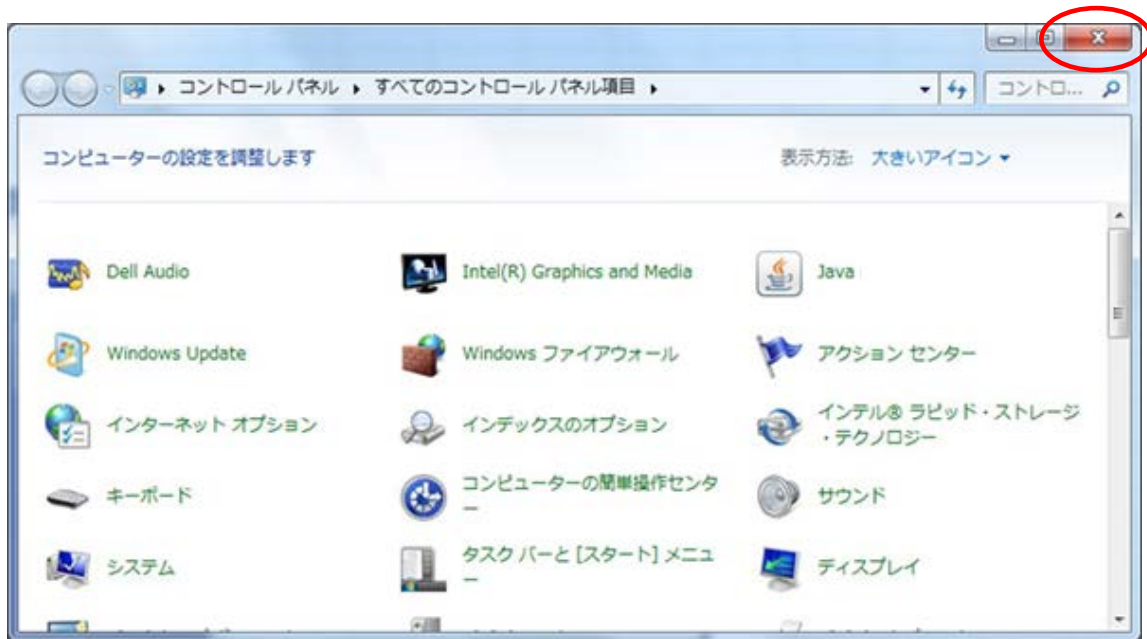 コントロール パネル ▸ すべてのコントロール パネル項目 ▸
コントロ...
コンピューターの設定を調整します
表示方法: 大きいアイコン
Dell Audio
Intel(R) Graphics and Media
Java
Windows Update
Windows ファイアウォール
アクション センター
インターネット オプション
インデックスのオプション
インテル® ラピッド・ストレージ
・テクノロジー
キーボード
コンピューターの簡単操作センタ
ー
サウンド
システム
タスク バーと [スタート] メニュ
ー
ディスプレイ